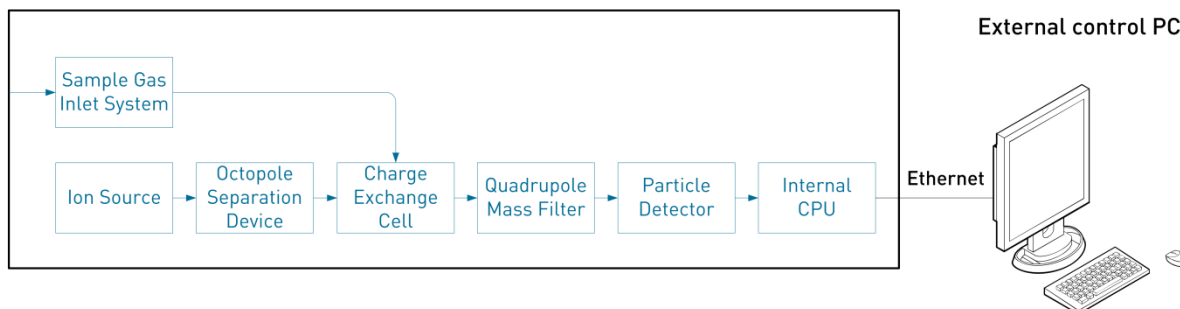 External control PC
Sample Gas
Inlet System
Ion Source
Octopole
Separation
Device
Charge
Exchange
Cell
Quadrupole
Mass Filter
Particle
Detector
Internal
CPU
Ethernet